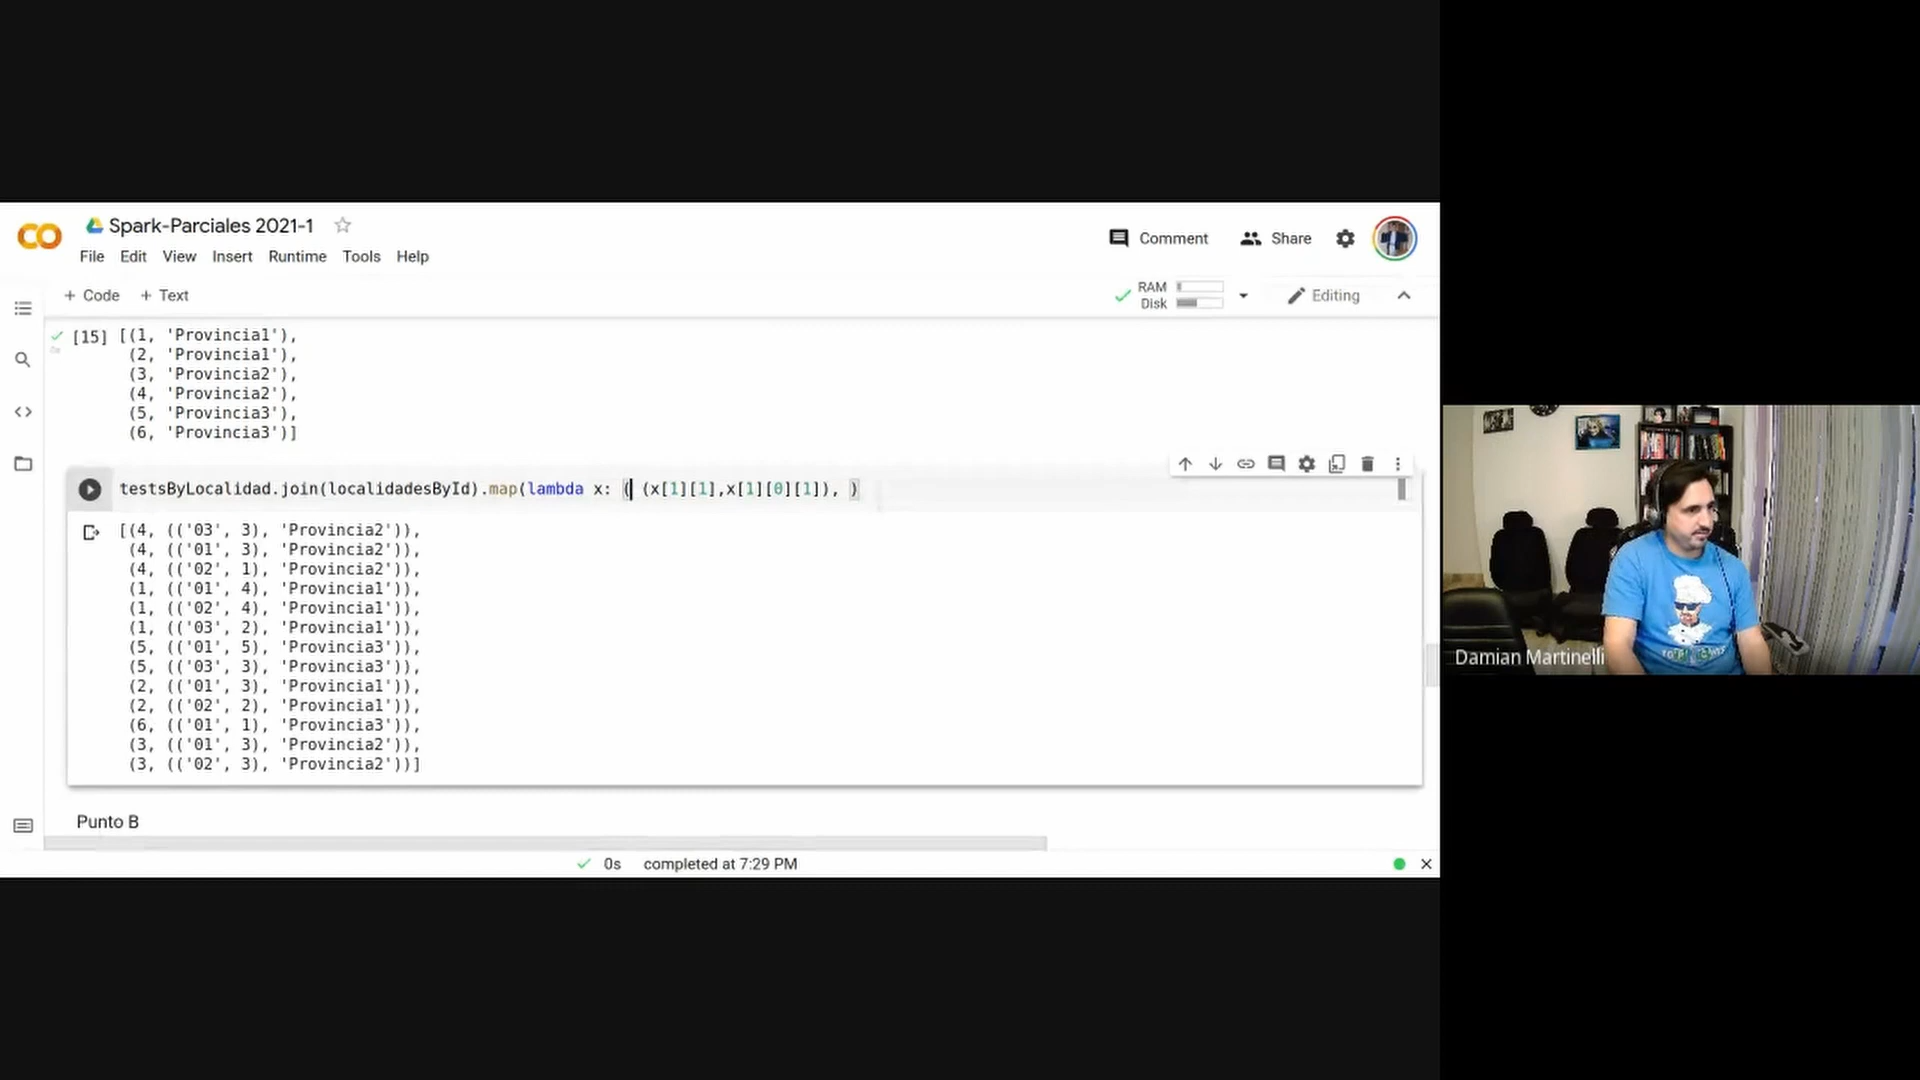 Spark-Parciales 2021-1
File Edit View Insert Runtime Tools Help
Comment
Share
+ Code + Text
RAM
Disk
Editing
[15] [(1, 'Provincia1'),
(2, 'Provincia1'),
(3, 'Provincia2'),
(4, 'Provincia2'),
(5, 'Provincia3'),
(6, 'Provincia3')]
testsByLocalidad.join(localidadesById).map(lambda x: ( (x[1][1],x[1][0][1]), )
[(4, (('03', 3), 'Provincia2')),
(4, (('01', 3), 'Provincia2')),
(4, (('02', 1), 'Provincia2')),
(1, (('01', 4), 'Provincia1')),
(1, (('02', 4), 'Provincia1')),
(1, (('03', 2), 'Provincia1')),
(5, (('01', 5), 'Provincia3')),
(5, (('03', 3), 'Provincia3')),
(2, (('01', 3), 'Provincia1')),
(2, (('02', 2), 'Provincia1')),
(6, (('01', 1), 'Provincia3')),
(3, (('01', 3), 'Provincia2')),
(3, (('02', 3), 'Provincia2'))]
Punto B
0s completed at 7:29 PM
Damian Martinelli